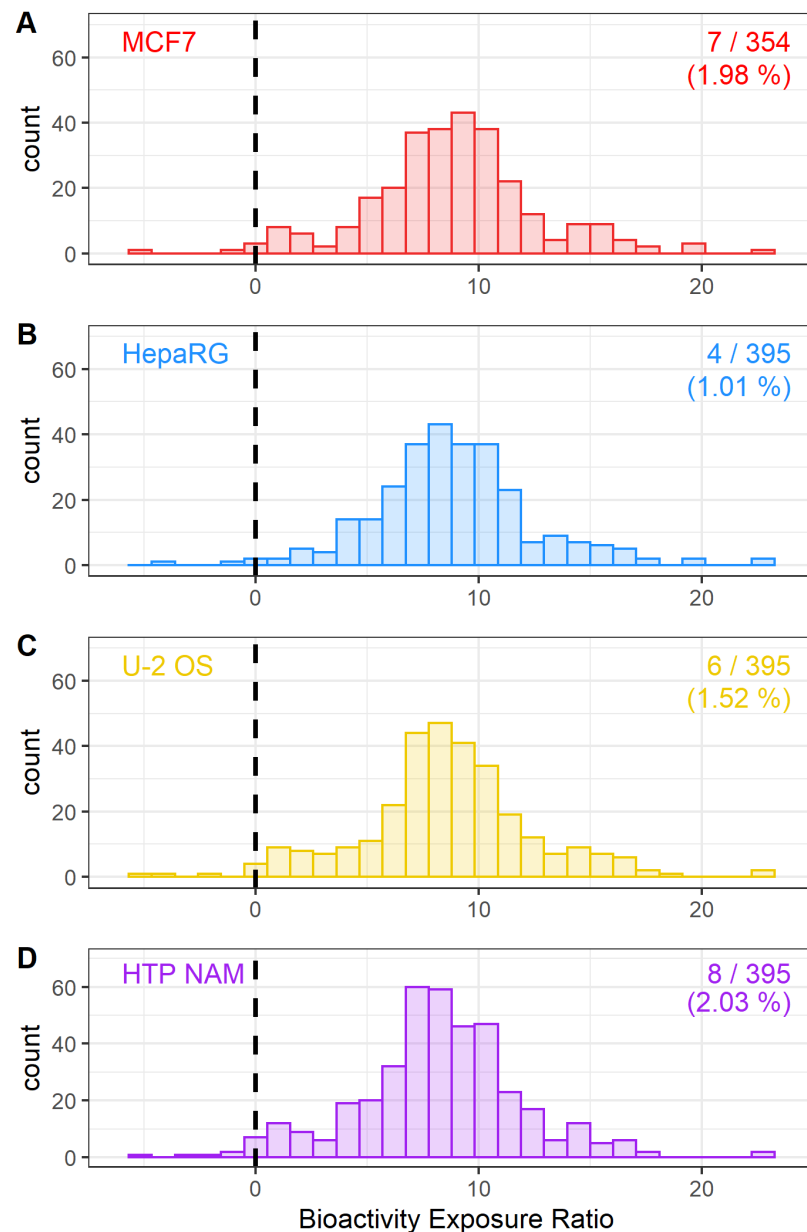 A
MCF7
7 / 354
(1.98 %)
60
40
20
0
count
0 10 20
B
HepaRG
4 / 395
(1.01 %)
60
40
20
0
count
0 10 20
C
U-2 OS
6 / 395
(1.52 %)
60
40
20
0
count
0 10 20
D
HTP NAM
8 / 395
(2.03 %)
60
40
20
0
count
0 10 20
Bioactivity Exposure Ratio